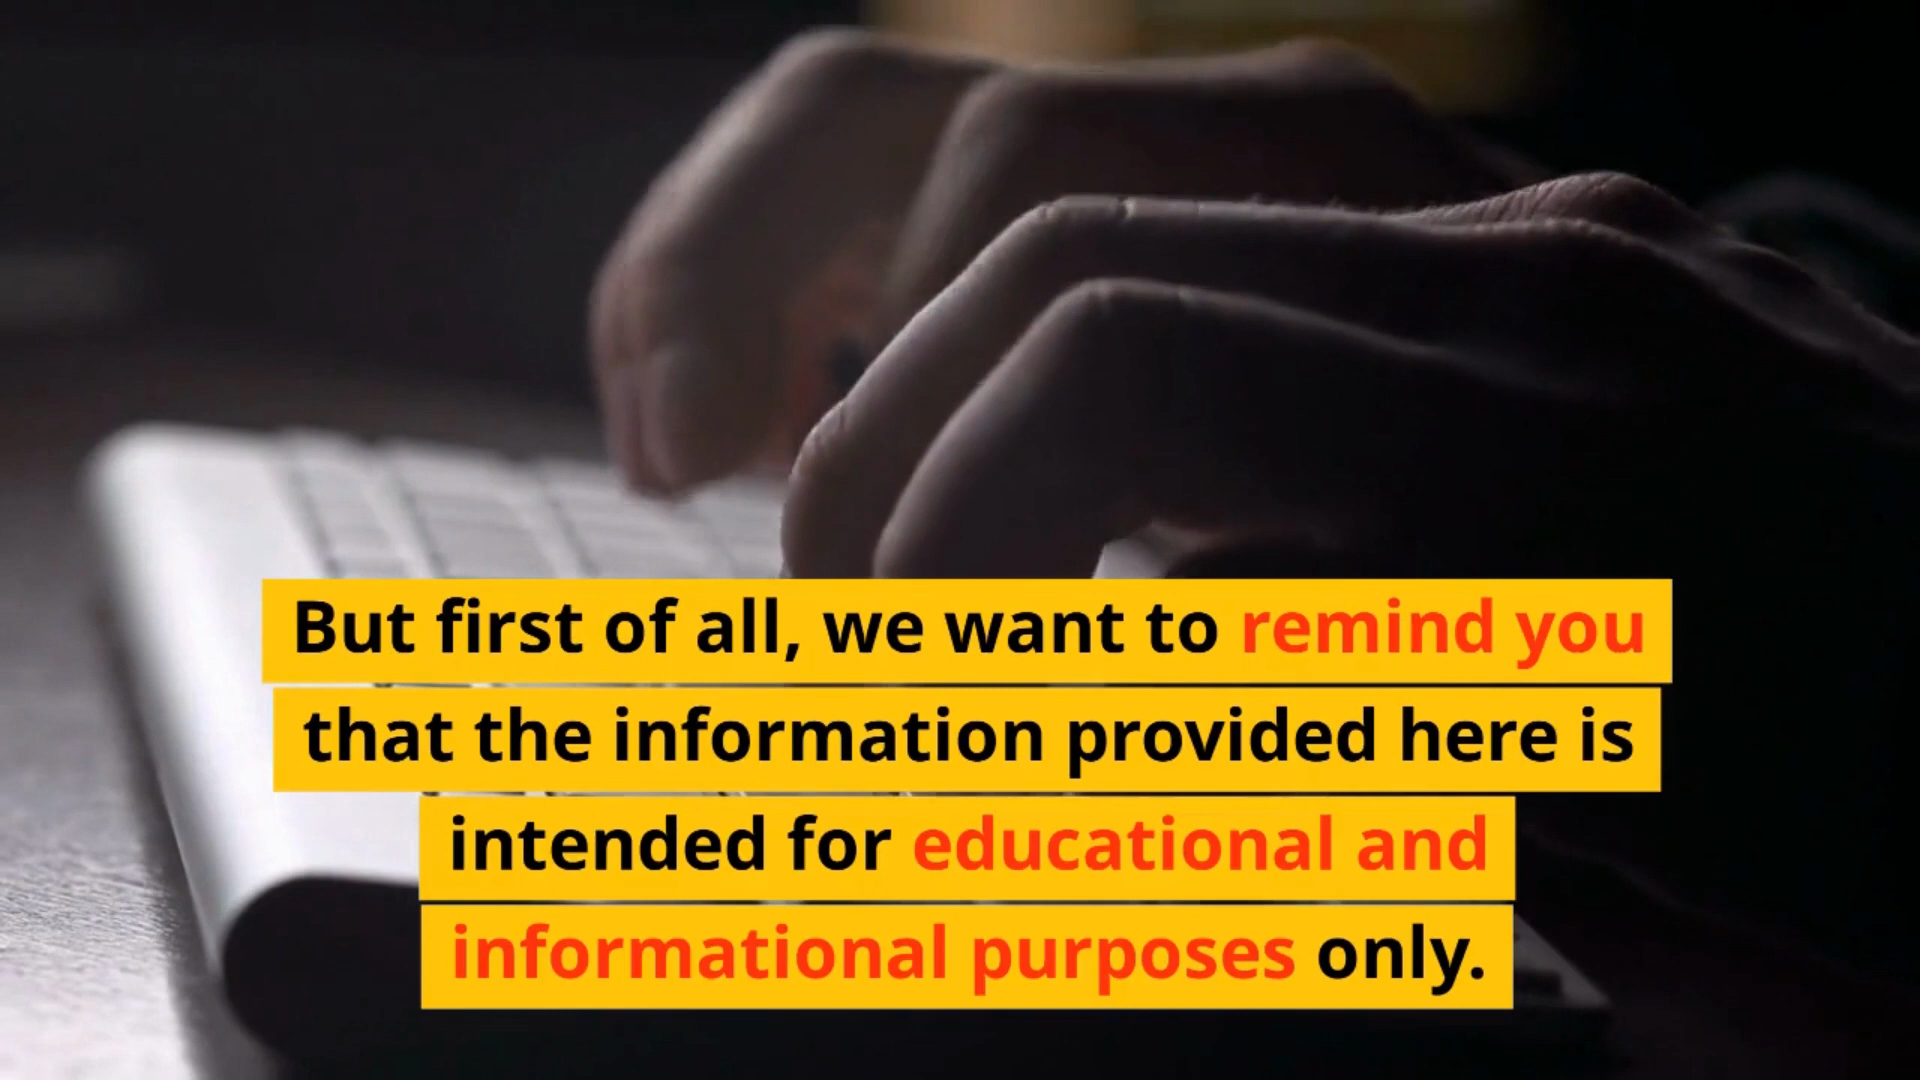 But first of all, we want to remind you
that the information provided here is
intended for educational and
informational purposes only.